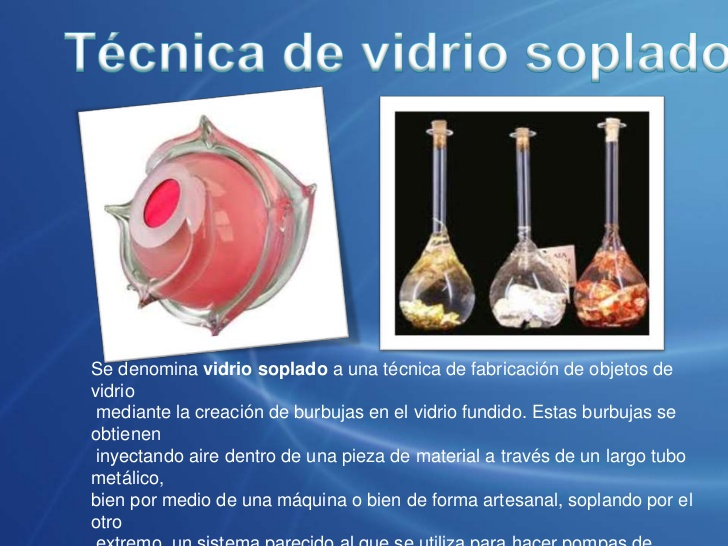 Técnica de vidrio soplado
Se denomina vidrio soplado a una técnica de fabricación de objetos de
vidrio
mediante la creación de burbujas en el vidrio fundido. Estas burbujas se
obtienen
inyectando aire dentro de una pieza de material a través de un largo tubo
metálico,
bien por medio de una máquina o bien de forma artesanal, soplando por el
otro
extremo, un sistema parecido al que se utiliza para hacer pompas de